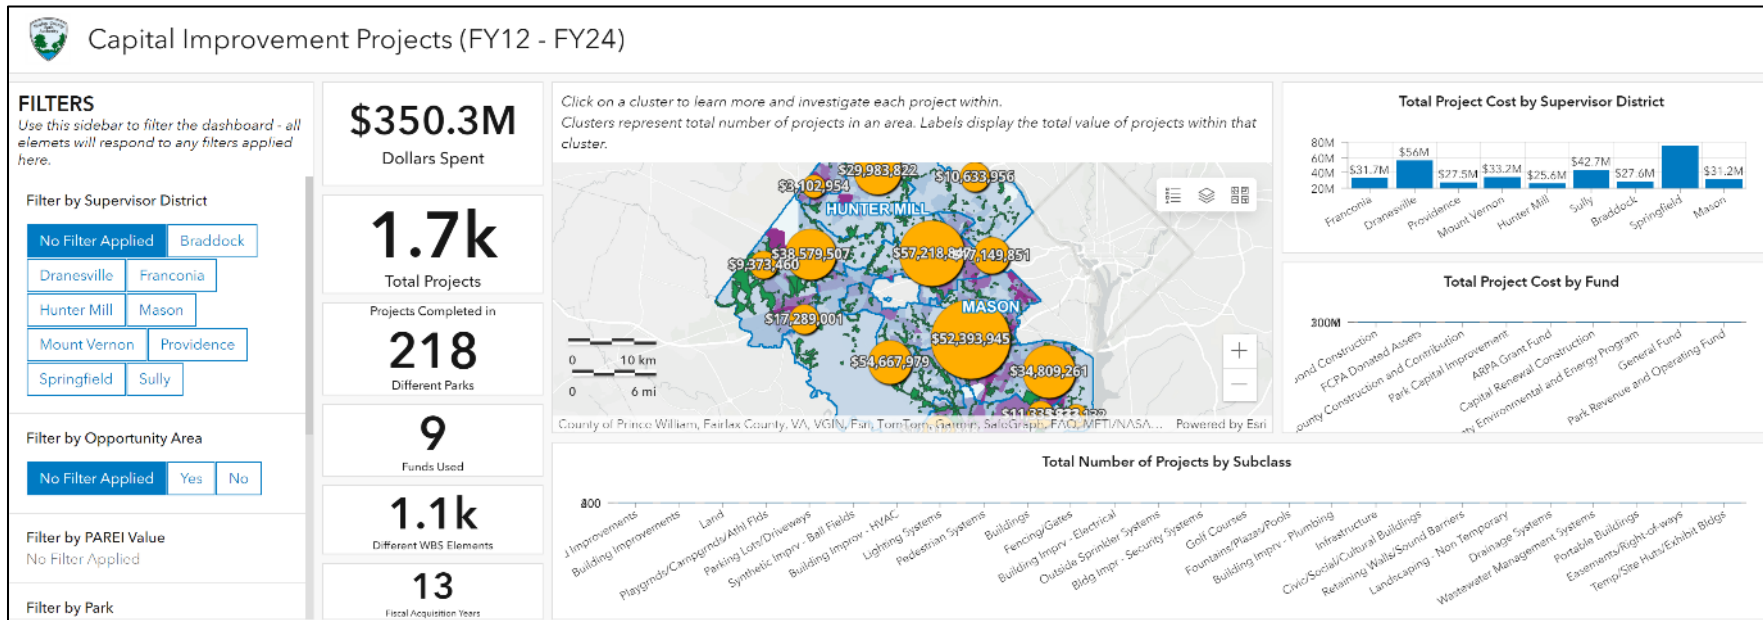 Capital Improvement Projects (FY12 - FY24)
FILTERS
Use this sidebar to filter the dashboard - all
elemets will respond to any filters applied
here.
Filter by Supervisor District
No Filter Applied
Braddock
Dranesville
Franconia
Hunter Mill
Mason
Mount Vernon
Providence
Springfield
Sully
Filter by Opportunity Area
No Filter Applied
Yes
No
Filter by PAREI Value
No Filter Applied
Filter by Park
$350.3M
Dollars Spent
1.7k
Total Projects
Projects Completed in
218
Different Parks
9
Funds Used
1.1k
Different WBS Elements
13
Fiscal Acquisition Years
Click on a cluster to learn more and investigate each project within.
Clusters represent total number of projects in an area. Labels display the total value of projects within that
cluster.
$29,983,822
$3,102,954
$10,633,956
HUNTER MILL
$38,579,507
$9,373,460
$57,218,
7,149,851
MASON
$17,289,001
$52,393,945
$54,667,979
$34,809,261
0 10 km
0 6 mi
County of Prince William, Fairfax County, VA, VGIN, Esri, TomTom, Garmin, SafeGraph, FAO, METI/NASA...
Powered by Esri
Total Project Cost by Supervisor District
80M
60M
40M
20M
$31.7M
$56M
$27.5M
$33.2M
$25.6M
$42.7M
$27.6M
$31.2M
Franconia
Dranesville
Providence
Mount Vernon
Hunter Mill
Sully
Braddock
Springfield
Mason
Total Project Cost by Fund
ond Construction
FCPA Donated Assets
ounty Construction and Contribution
Park Capital Improvement
ARPA Grant Fund
Capital Renewal Construction
ty Environmental and Energy Program
General Fund
Park Revenue and Operating Fund
Total Number of Projects by Subclass
Improvements
Building Improvements
Land
Playgrnds/Campgrnds/Athl Flds
Parking Lots/Driveways
Synthetic Imprv - Ball Fields
Building Improv - HVAC
Lighting Systems
Pedestrian Systems
Buildings
Fencing/Gates
Building Imprv - Electrical
Outside Sprinkler Systems
Bldg Impr - Security Systems
Golf Courses
Fountains/Plazas/Pools
Building Imprv - Plumbing
Infrastructure
Civic/Social/Cultural Buildings
Retaining Walls/Sound Barriers
Landscaping - Non Temporary
Drainage Systems
Wastewater Management Systems
Portable Buildings
Easements/Right-of-ways
Temp/Site Huts/Exhibit Bldgs